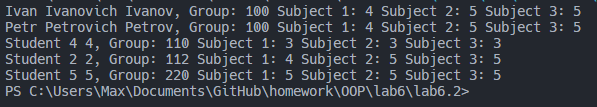 Ivan Ivanovich Ivanov, Group: 100 Subject 1: 4 Subject 2: 5 Subject 3: 5
Petr Petrovich Petrov, Group: 100 Subject 1: 4 Subject 2: 5 Subject 3: 5
Student 4 4, Group: 110 Subject 1: 3 Subject 2: 3 Subject 3: 3
Student 2 2, Group: 112 Subject 1: 4 Subject 2: 5 Subject 3: 5
Student 5 5, Group: 220 Subject 1: 5 Subject 2: 5 Subject 3: 5
PS C:\Users\Max\Documents\GitHub\homework\OOP\lab6\lab6.2>